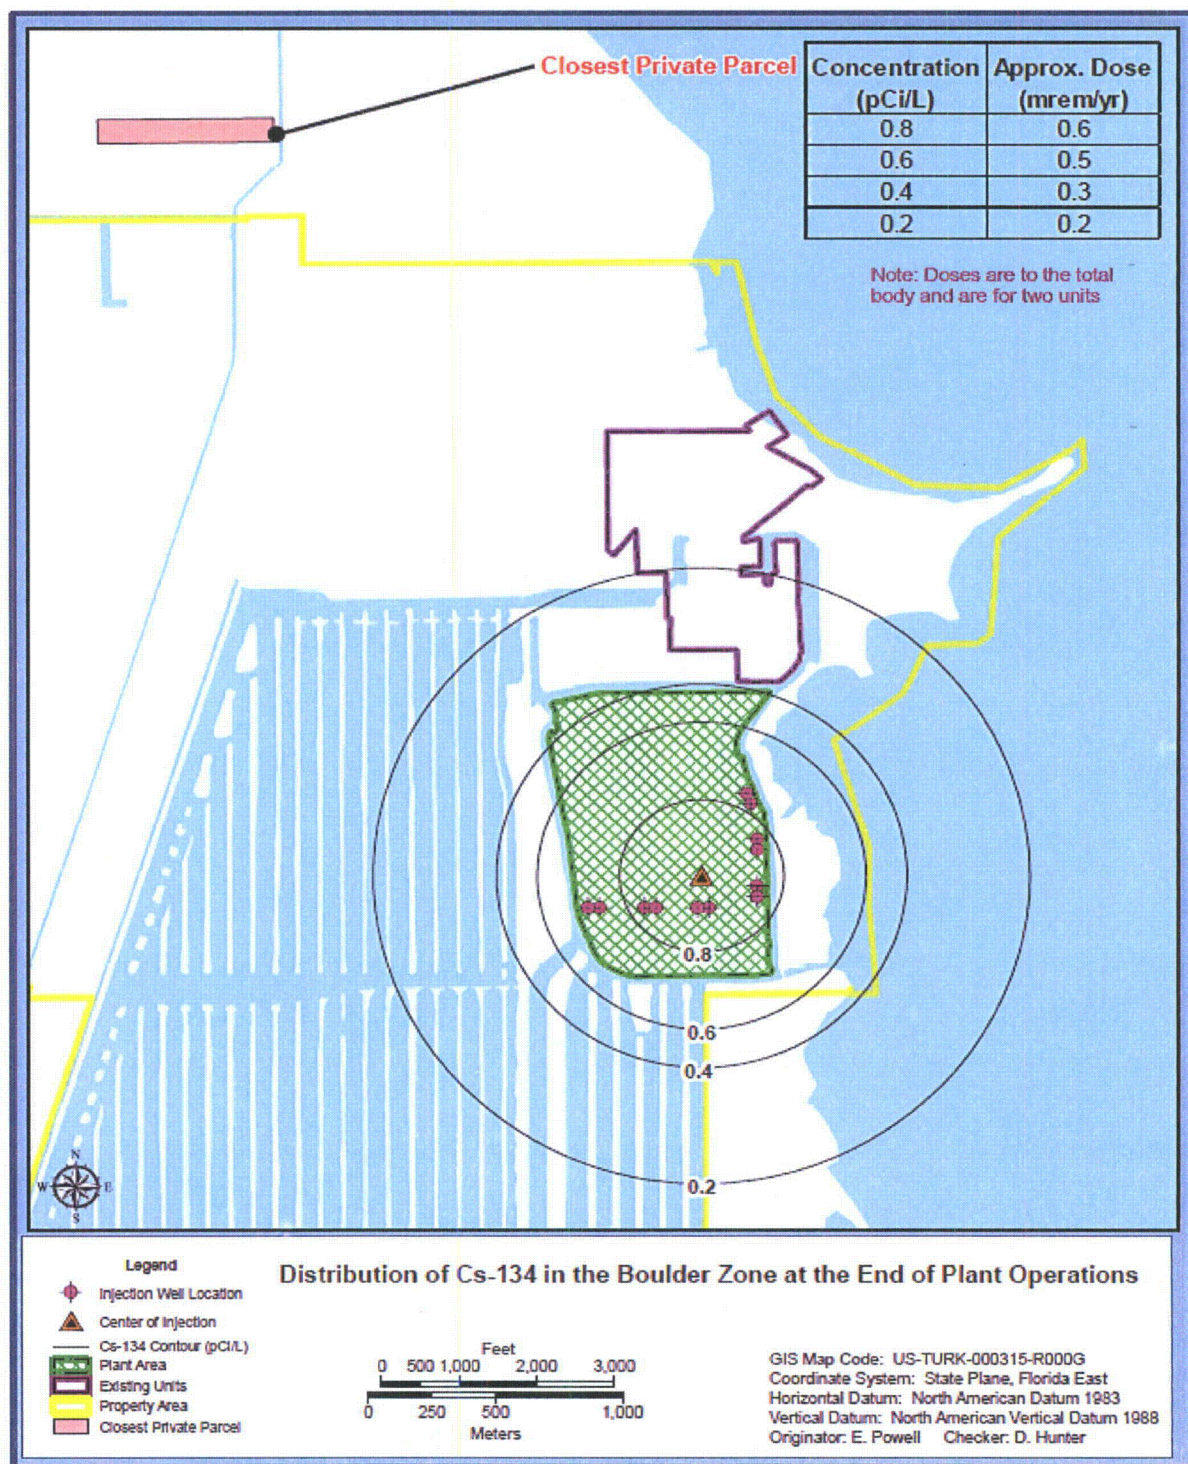 Closest Private Parcel
Concentration Approx. Dose
(pCi/L) (mrem/yr)
0.8 0.6
0.6 0.5
0.4 0.3
0.2 0.2
Note: Doses are to the total
body and are for two units
0.8
0.6
0.4
0.2
N
W E
S
Legend
Injection Well Location
Center of Injection
Cs-134 Contour (pCi/L)
Plant Area
Existing Units
Property Area
Closest Private Parcel
Distribution of Cs-134 in the Boulder Zone at the End of Plant Operations
Feet
0 500 1,000 2,000 3,000
0 250 500 1,000
Meters
GIS Map Code: US-TURK-000315-R000G
Coordinate System: State Plane, Florida East
Horizontal Datum: North American Datum 1983
Vertical Datum: North American Vertical Datum 1988
Originator: E. Powell Checker: D. Hunter